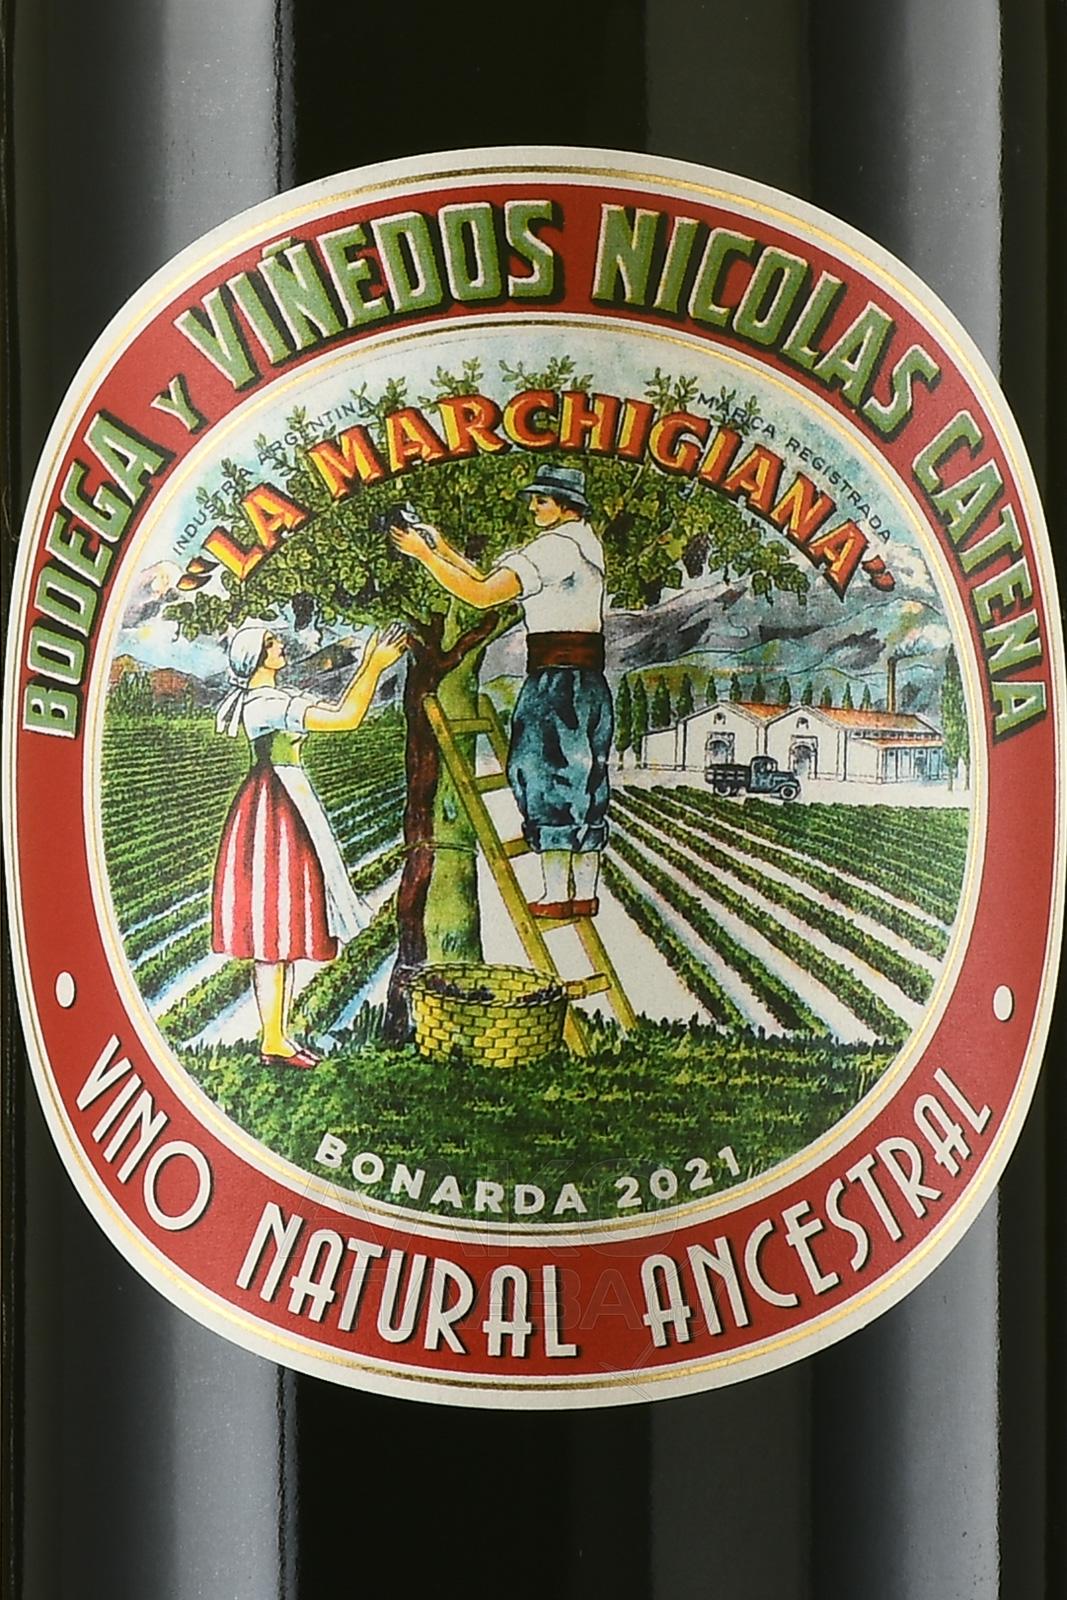 BODEGA Y VIÑEDOS NICOLAS CATENA
INDUSTRIA ARGENTINA
MARCA REGISTRADA
"LA MARCHIGIANA"
BONARDA 2021
VINO NATURAL ANCESTRAL